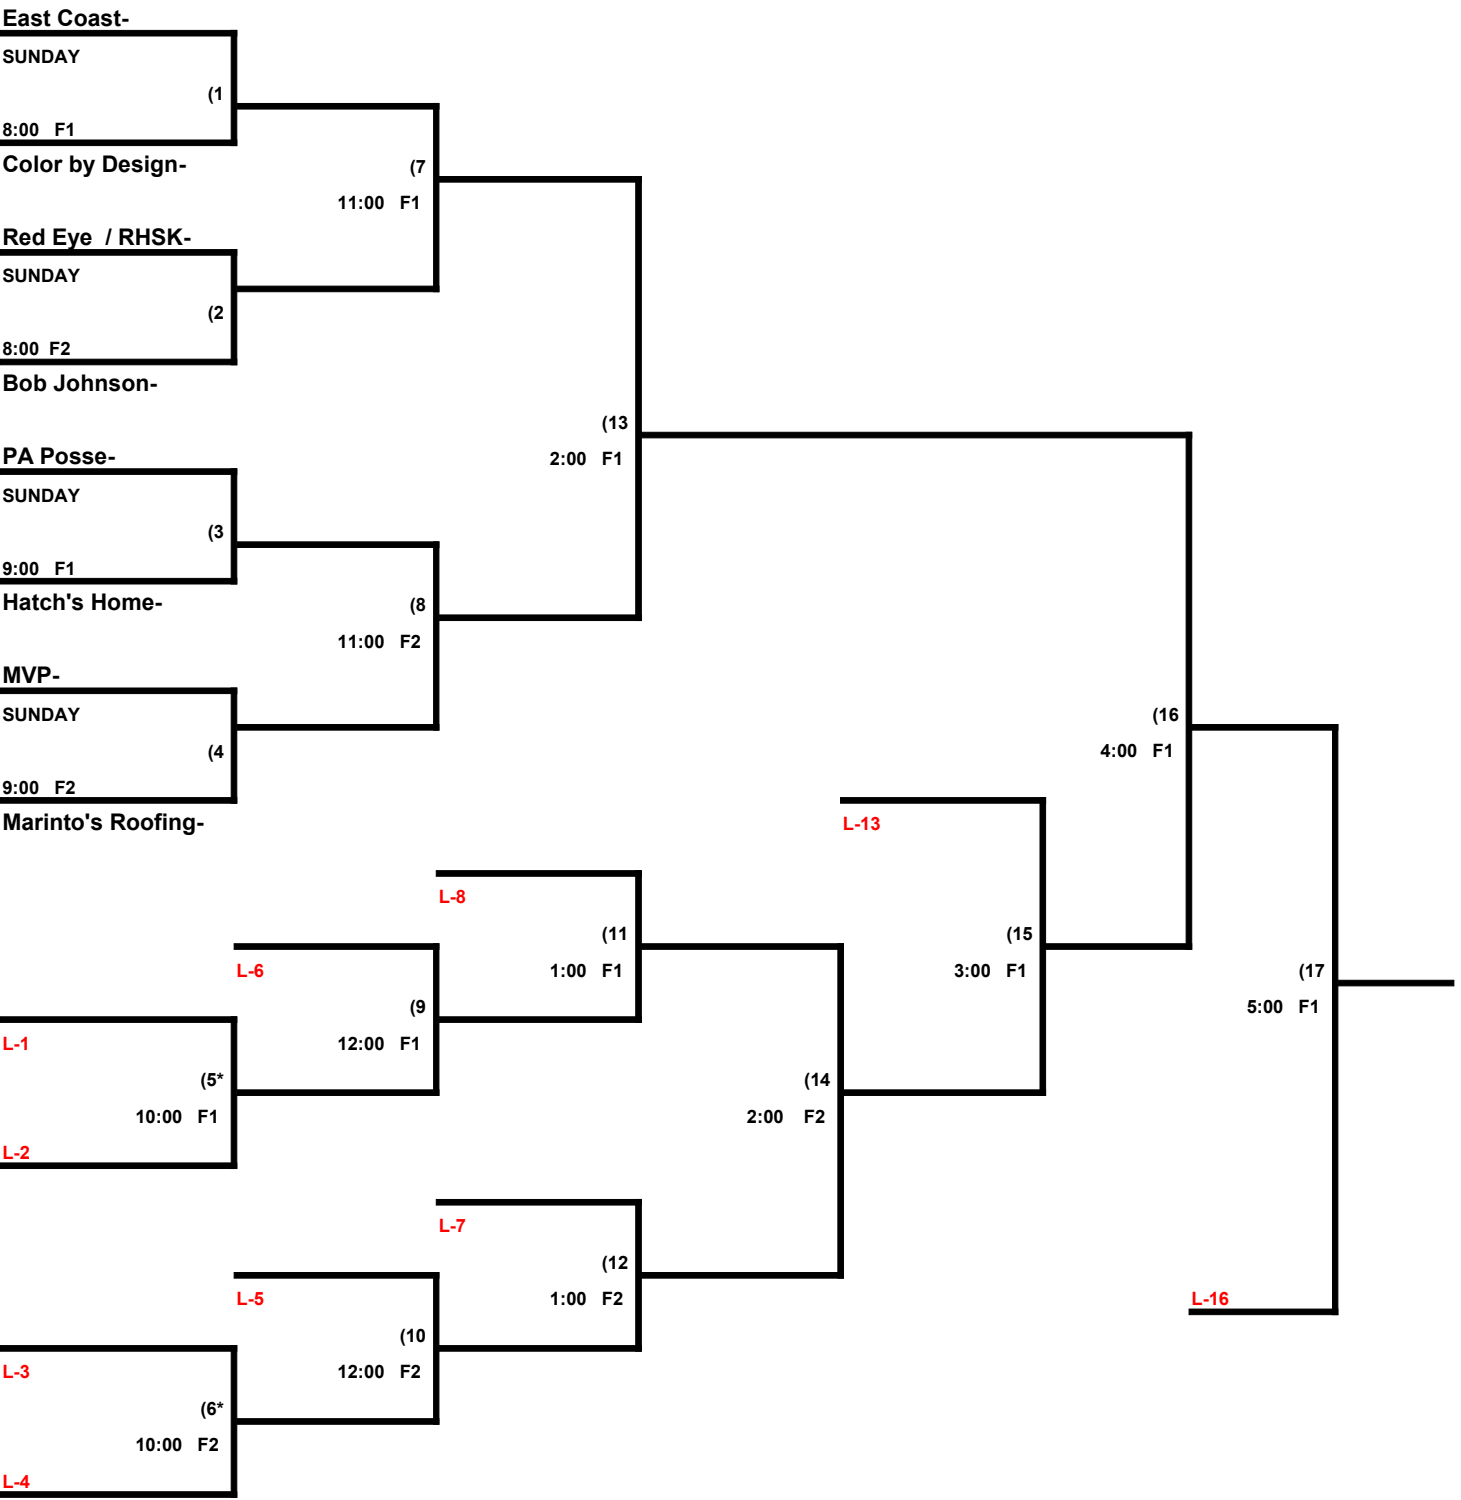 East Coast-
SUNDAY
(1
8:00 F1
Color by Design-
(7
11:00 F1
Red Eye / RHSK-
SUNDAY
(2
8:00 F2
Bob Johnson-
(13
2:00 F1
PA Posse-
SUNDAY
(3
9:00 F1
Hatch's Home-
(8
11:00 F2
MVP-
SUNDAY
(4
9:00 F2
Marinto's Roofing-
(16
4:00 F1
L-13
L-8
(11
1:00 F1
(15
3:00 F1
L-6
(9
12:00 F1
(17
5:00 F1
L-1
(5*
10:00 F1
L-2
(14
2:00 F2
L-7
(12
1:00 F2
L-5
(10
12:00 F2
L-16
L-3
(6*
10:00 F2
L-4